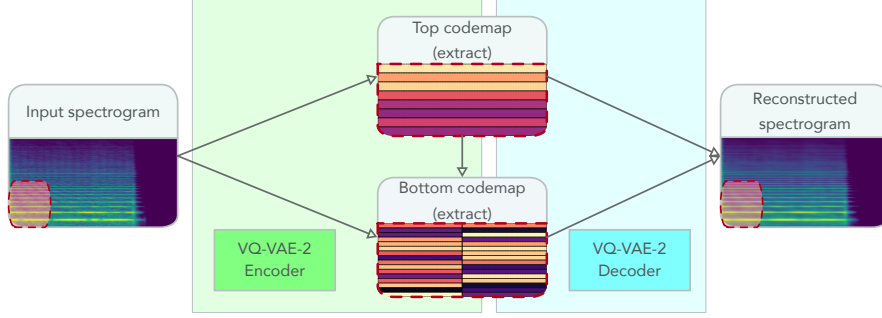 Top codemap
(extract)
Input spectrogram
Reconstructed
spectrogram
Bottom codemap
(extract)
VQ-VAE-2
Encoder
VQ-VAE-2
Decoder